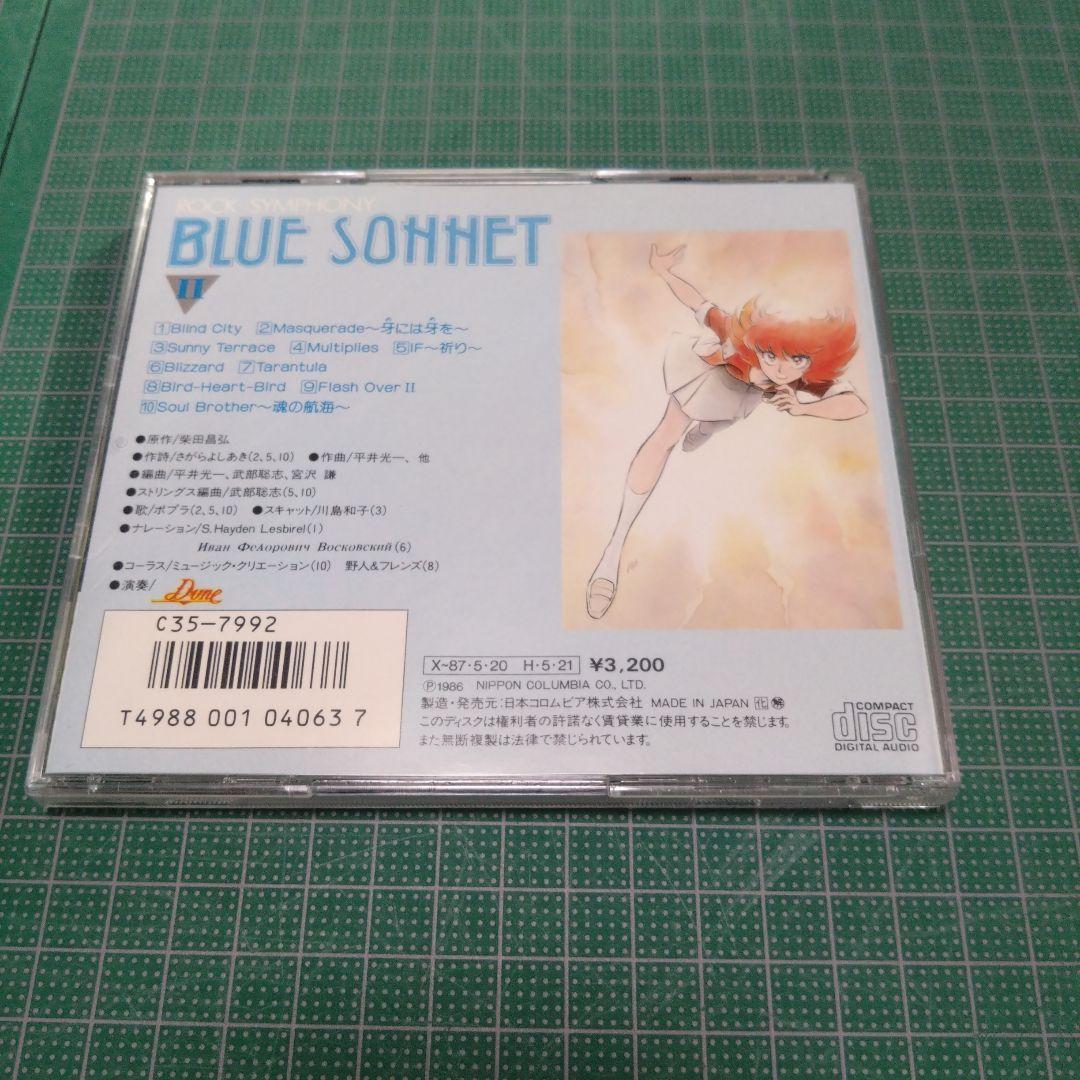 ROCK SYMPHONY
BLUE SONNET
II
1 Blind City 2 Masquerade～牙には牙を～
3 Sunny Terrace 4 Multiplies 5 IF～祈り～
6 Blizzard 7 Tarantula
8 Bird-Heart-Bird 9 Flash Over II
10 Soul Brother～魂の航海～
●原作/柴田昌弘
●作詩/さがらよしあき(2、5、10) ●作曲/平井光一、他
●編曲/平井光一、武部聡志、宮沢 謙
●ストリングス編曲/武部聡志(5、10)
●歌/ポプラ(2、5、10) ●スキャット/川島和子(3)
●ナレーション/S. Hayden Lesbirel(1)
Иван Федорович Восковский(6)
●コーラス/ミュージック・クリエーション(10) 野人&フレンズ(8)
●演奏/ Dune
C35-7992
T4988 001 04063 7
X~87・5・20 H・5・21 ¥3,200
Ⓟ1986 NIPPON COLUMBIA CO., LTD.
製造・発売元:日本コロムビア株式会社 MADE IN JAPAN 化 解
このディスクは権利者の許諾なく賃貸業に使用することを禁じます。
また無断複製は法律で禁じられています。
COMPACT
disc
DIGITAL AUDIO